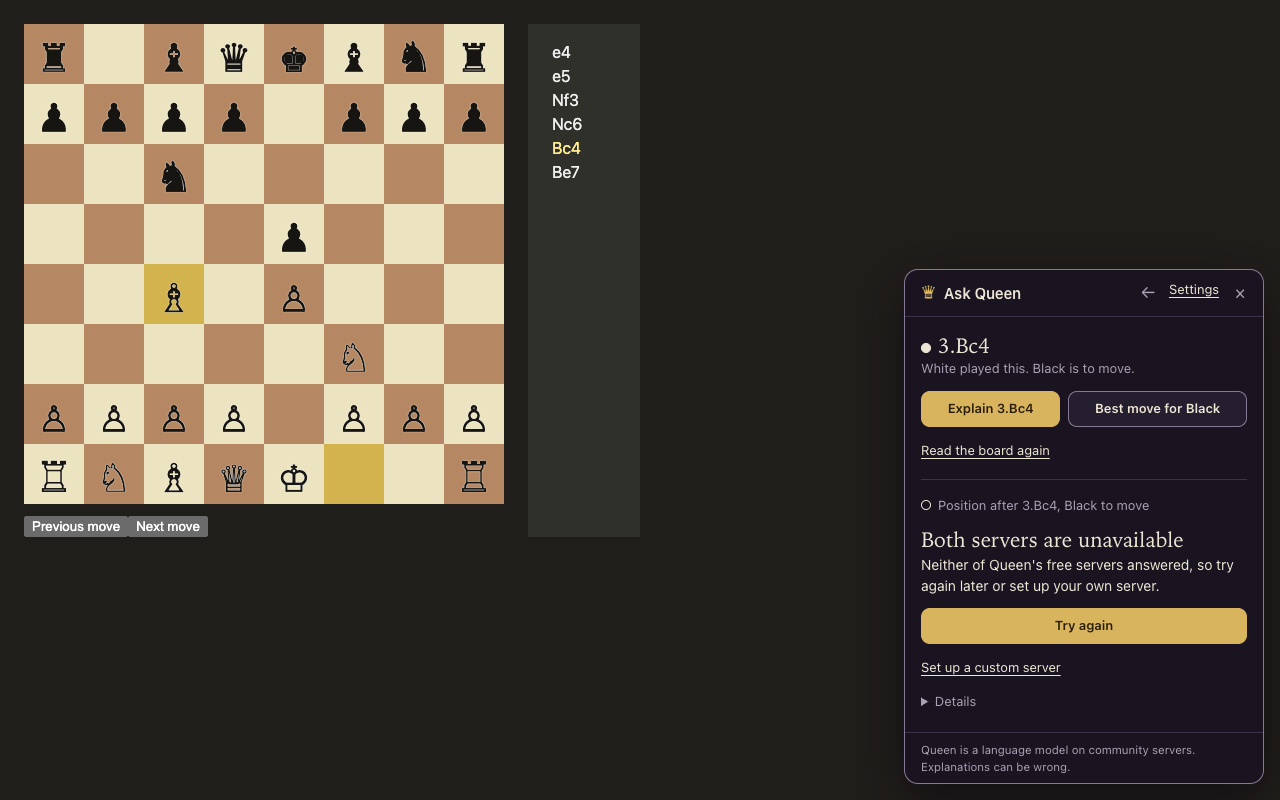 e4
e5
Nf3
Nc6
Bc4
Be7
Previous move
Next move
Ask Queen
Settings
3.Bc4
White played this. Black is to move.
Explain 3.Bc4
Best move for Black
Read the board again
Position after 3.Bc4, Black to move
Both servers are unavailable
Neither of Queen's free servers answered, so try
again later or set up your own server.
Try again
Set up a custom server
Details
Queen is a language model on community servers.
Explanations can be wrong.